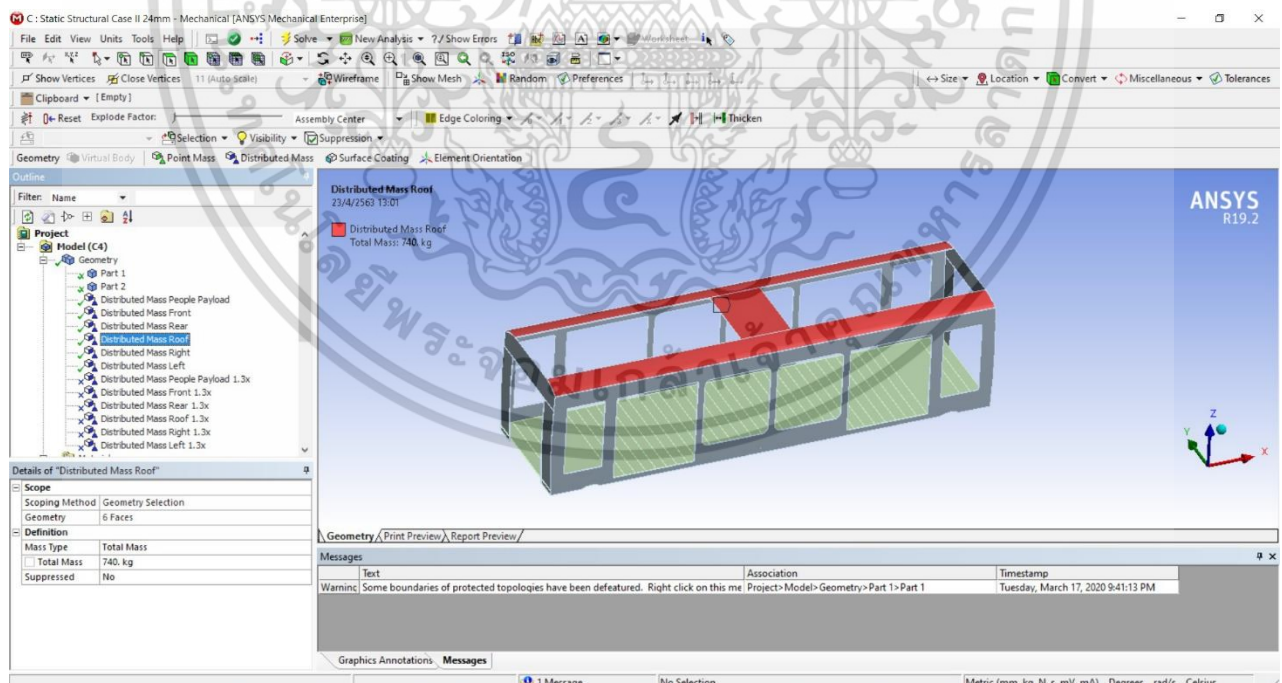 C : Static Structural Case II 24mm - Mechanical [ANSYS Mechanical Enterprise]
File Edit View Units Tools Help Solve New Analysis ?/ Show Errors Worksheet
Show Vertices Close Vertices 11 (Auto Scale) Wireframe Show Mesh Random Preferences Size Location Convert Miscellaneous Tolerances
Clipboard [Empty]
Reset Explode Factor: Assembly Center Edge Coloring Thicken
Selection Visibility Suppression
Geometry Virtual Body Point Mass Distributed Mass Surface Coating Element Orientation
Outline
Filter: Name
Project
Model (C4)
Geometry
Part 1
Part 2
Distributed Mass People Payload
Distributed Mass Front
Distributed Mass Rear
Distributed Mass Roof
Distributed Mass Right
Distributed Mass Left
Distributed Mass People Payload 1.3x
Distributed Mass Front 1.3x
Distributed Mass Rear 1.3x
Distributed Mass Roof 1.3x
Distributed Mass Right 1.3x
Distributed Mass Left 1.3x
Details of "Distributed Mass Roof"
Scope
Scoping Method Geometry Selection
Geometry 6 Faces
Definition
Mass Type Total Mass
Total Mass 740. kg
Suppressed No
Distributed Mass Roof
23/4/2563 13:01
Distributed Mass Roof
Total Mass: 740. kg
ANSYS
R19.2
Z
Y
X
Geometry Print Preview Report Preview
Messages
Text Association Timestamp
Warning Some boundaries of protected topologies have been defeatured. Right click on this me Project>Model>Geometry>Part 1>Part 1 Tuesday, March 17, 2020 9:41:13 PM
Graphics Annotations Messages
1 Message No Selection Metric (mm, kg, N, s, mV, mA) Degrees rad/s Celsius